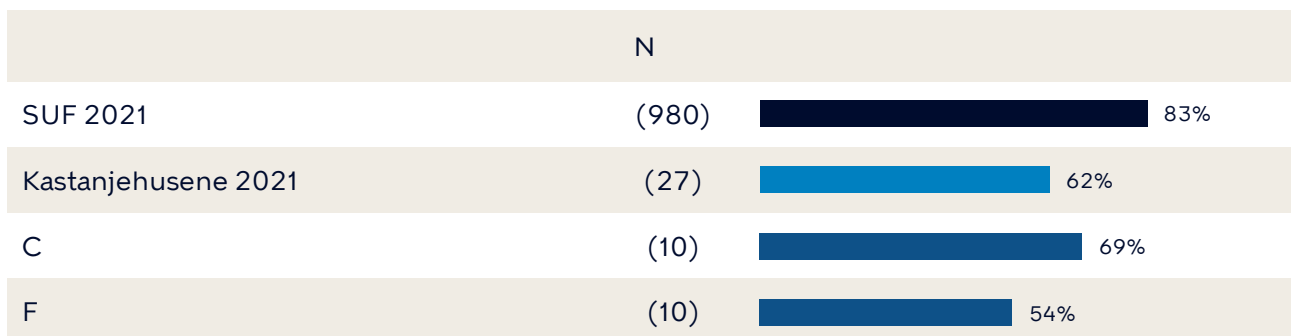 N
SUF 2021 (980) 83%
Kastanjehusene 2021 (27) 62%
C (10) 69%
F (10) 54%